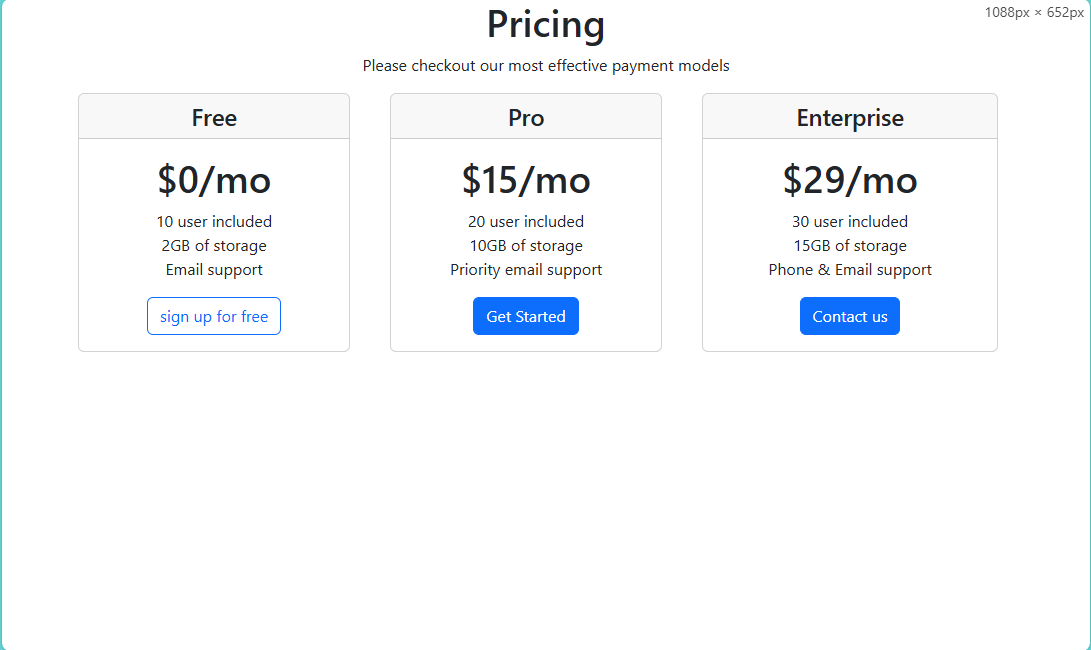 1088px × 652px
Pricing
Please checkout our most effective payment models
Free
$0/mo
10 user included
2GB of storage
Email support
sign up for free
Pro
$15/mo
20 user included
10GB of storage
Priority email support
Get Started
Enterprise
$29/mo
30 user included
15GB of storage
Phone & Email support
Contact us